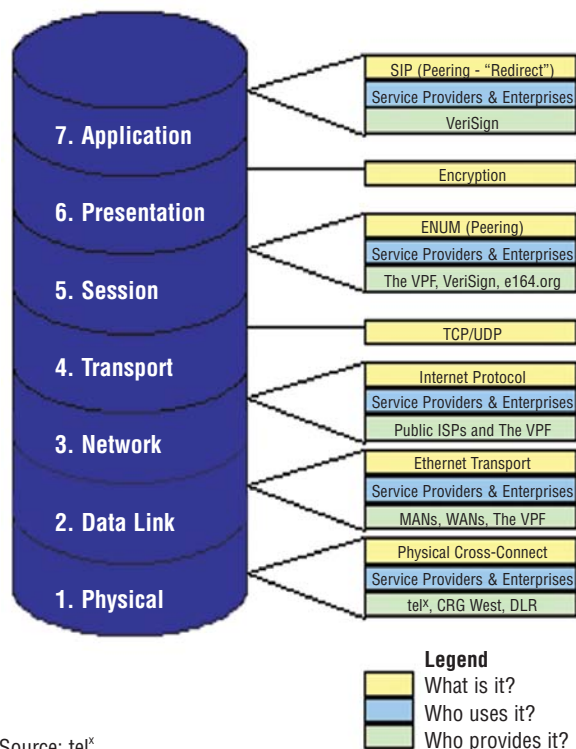 7. Application
6. Presentation
5. Session
4. Transport
3. Network
2. Data Link
1. Physical
SIP (Peering - “Redirect”)
Service Providers & Enterprises
VeriSign
Encryption
ENUM (Peering)
Service Providers & Enterprises
The VPF, VeriSign, e164.org
TCP/UDP
Internet Protocol
Service Providers & Enterprises
Public ISPs and The VPF
Ethernet Transport
Service Providers & Enterprises
MANs, WANs, The VPF
Physical Cross-Connect
Service Providers & Enterprises
telx, CRG West, DLR
Legend
What is it?
Who uses it?
Who provides it?
Source: telx